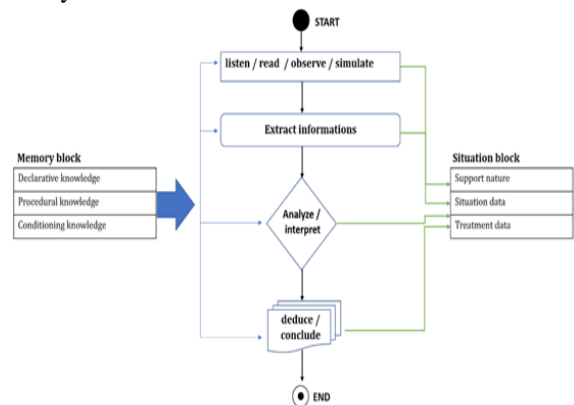 START
listen / read / observe / simulate
Extract informations
Memory block
Declarative knowledge
Procedural knowledge
Conditioning knowledge
Analyze /
interpret
Situation block
Support nature
Situation data
Treatment data
deduce /
conclude
END